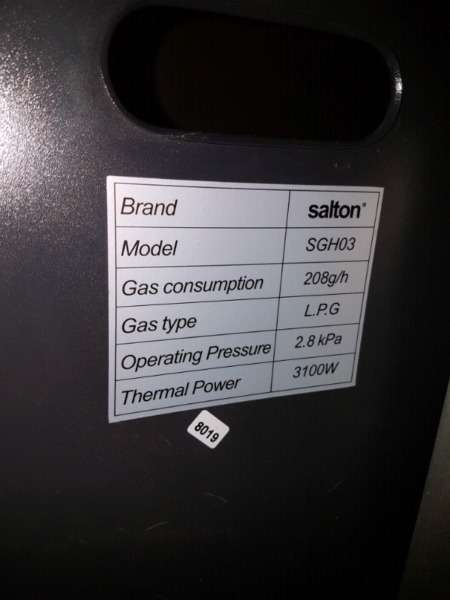 Brand salton®
Model SGH03
Gas consumption 208g/h
Gas type L.P.G
Operating Pressure 2.8 kPa
Thermal Power 3100W
8019